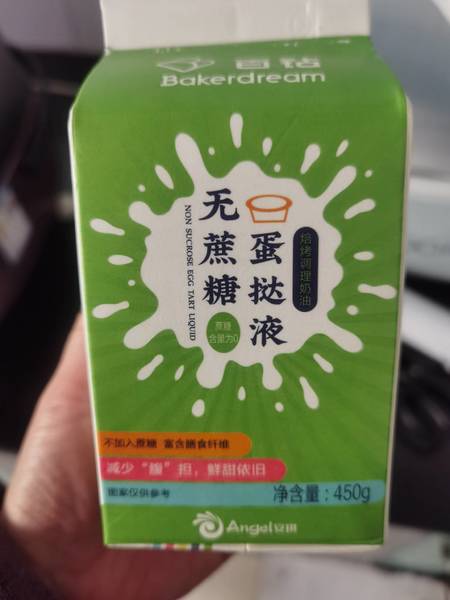 百钻
Bakerdream
无蔗糖
蛋挞液
NON SUCROSE EGG TART LIQUID
焙烤调理奶油
蔗糖
含量为0
不加入蔗糖 富含膳食纤维
减少“腹”担，鲜甜依旧
图案仅供参考
净含量：450g
Angel安琪